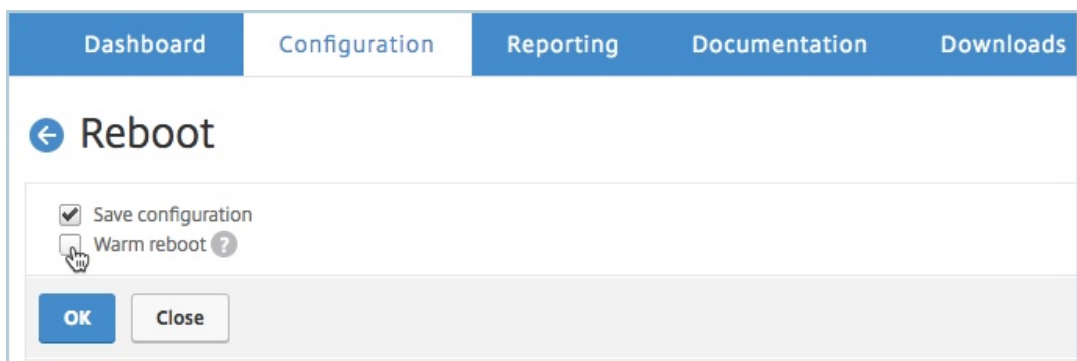 Dashboard Configuration Reporting Documentation Downloads
Reboot
Save configuration
Warm reboot ?
OK Close